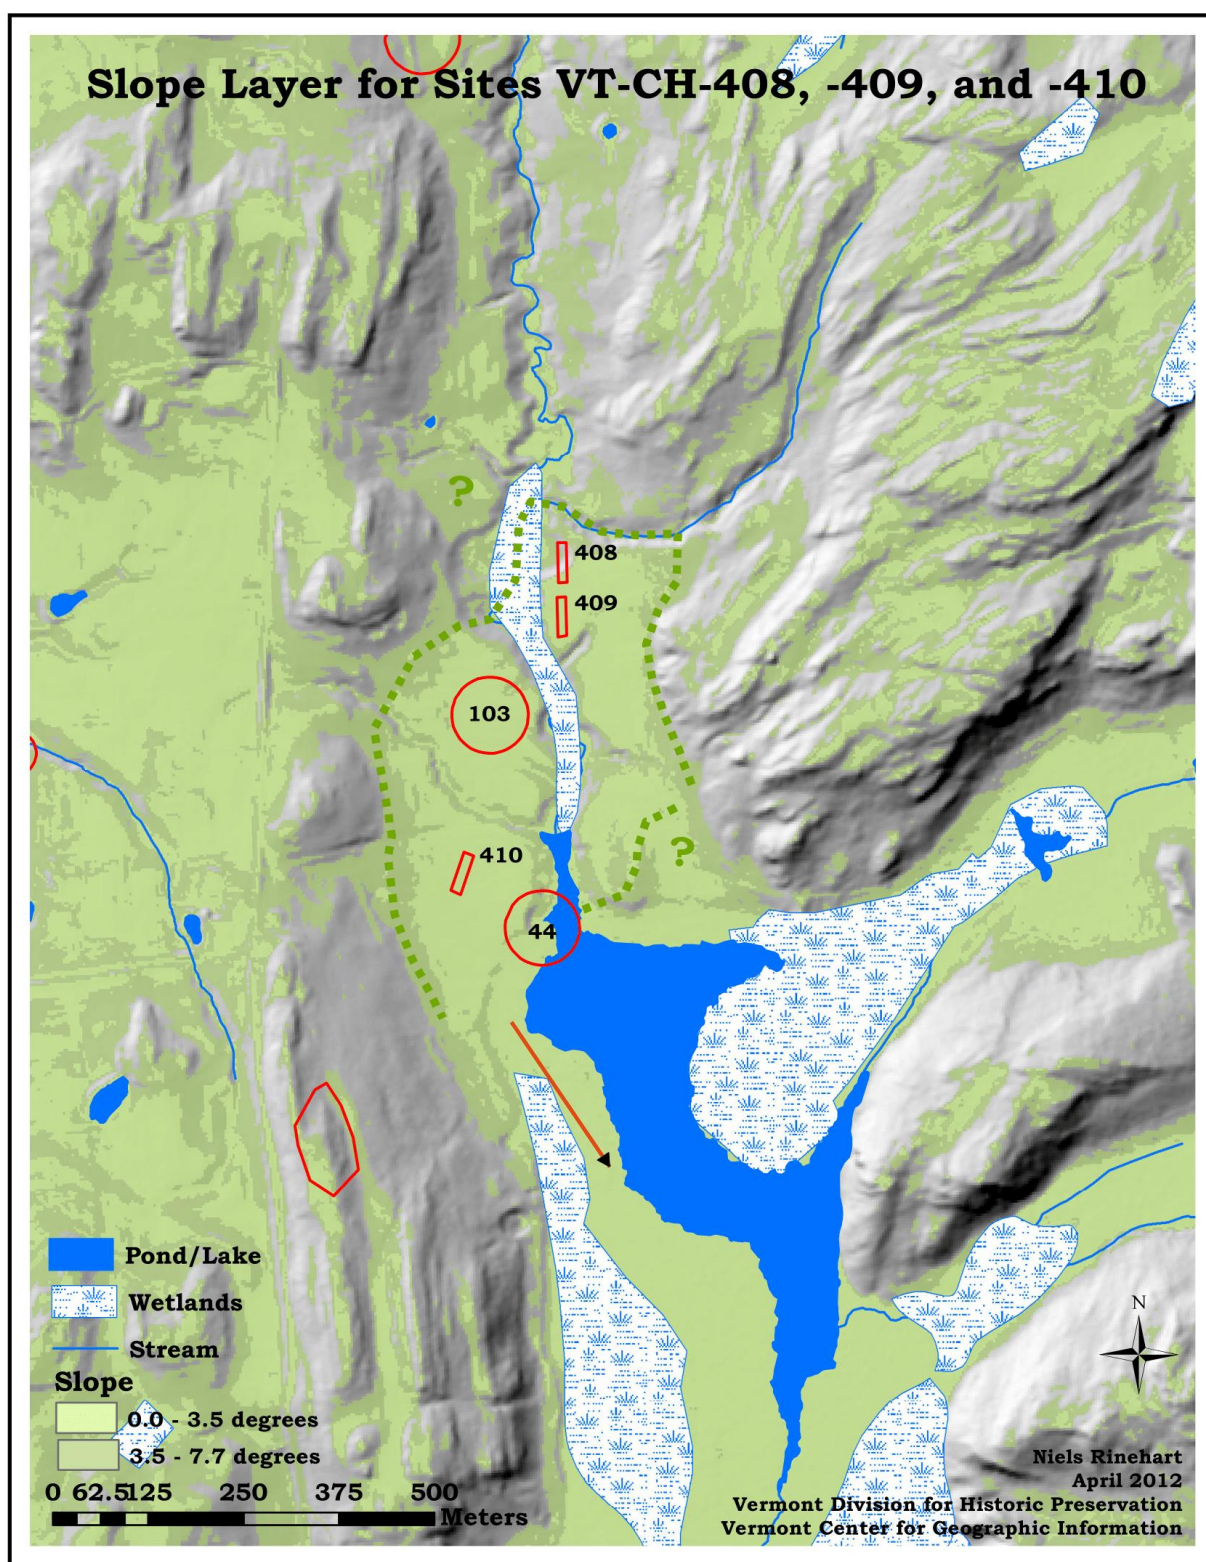 Slope Layer for Sites VT-CH-408, -409, and -410
?
408
409
103
410
?
44
Pond/Lake
Wetlands
Stream
Slope
0.0 - 3.5 degrees
3.5 - 7.7 degrees
0 62.5 125 250 375 500
Meters
N
Niels Rinehart
April 2012
Vermont Division for Historic Preservation
Vermont Center for Geographic Information